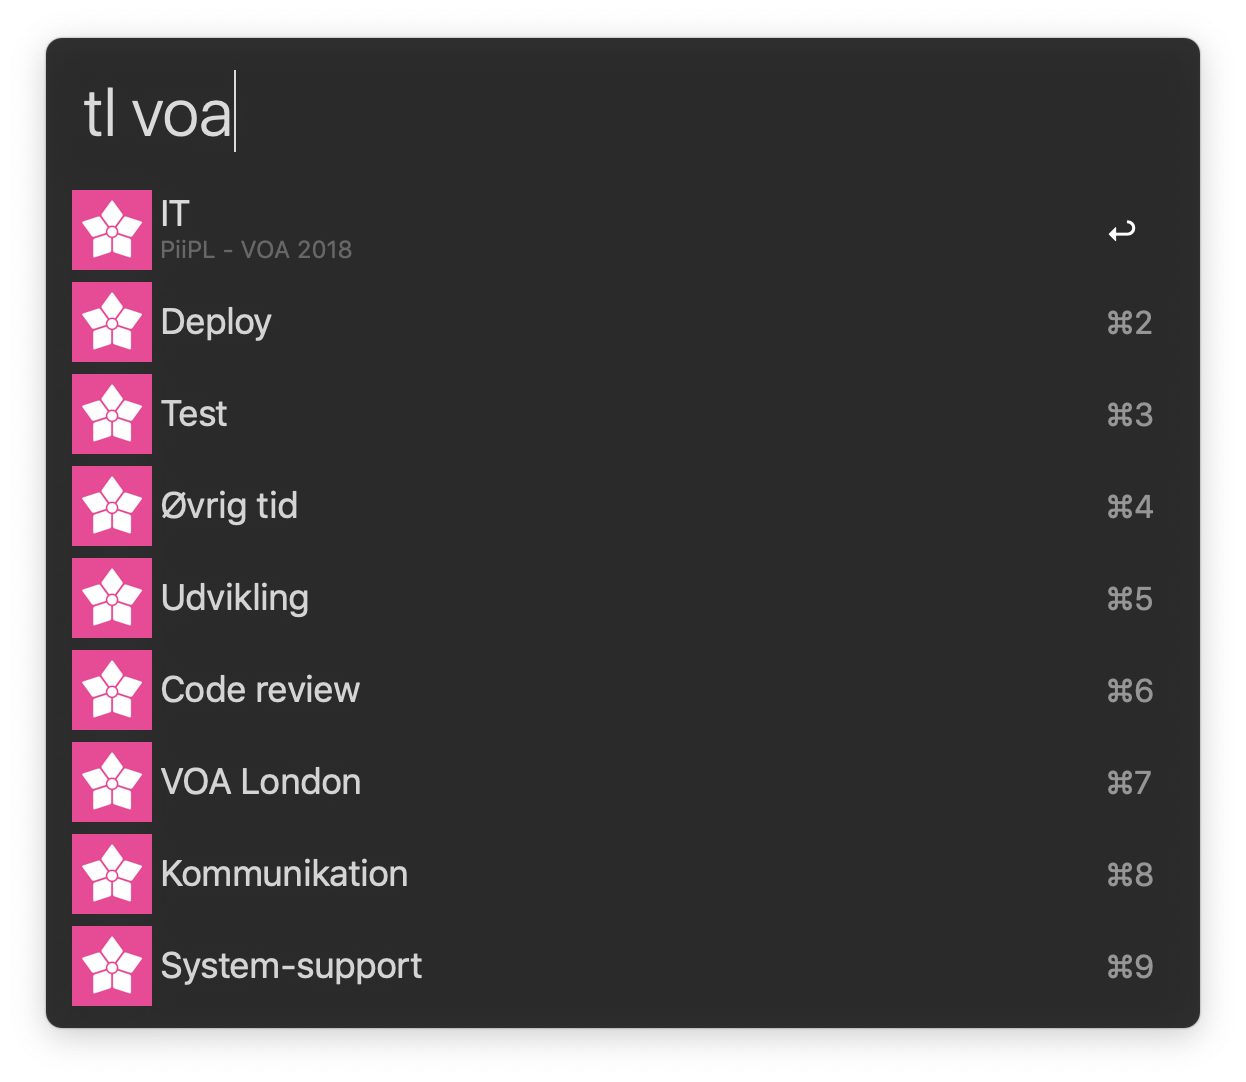 tl voa
IT
PiiPL - VOA 2018
Deploy
⌘2
Test
⌘3
Øvrig tid
⌘4
Udvikling
⌘5
Code review
⌘6
VOA London
⌘7
Kommunikation
⌘8
System-support
⌘9